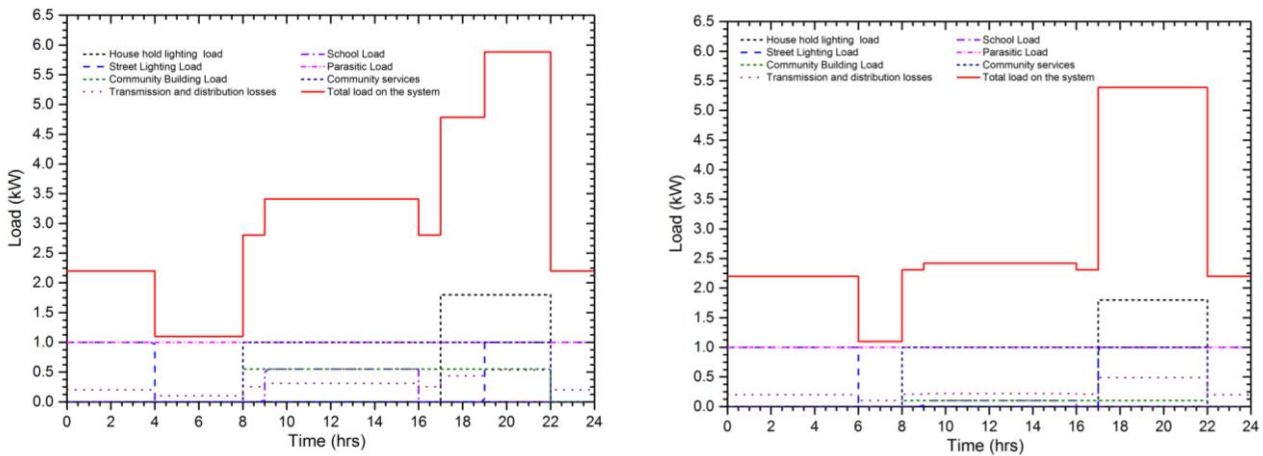 6.5
6.0
5.5
5.0
4.5
4.0
3.5
3.0
2.5
2.0
1.5
1.0
0.5
0.0
Load (kW)
House hold lighting load
Street Lighting Load
Community Building Load
Transmission and distribution losses
School Load
Parasitic Load
Community services
Total load on the system
0 2 4 6 8 10 12 14 16 18 20 22 24
Time (hrs)
6.5
6.0
5.5
5.0
4.5
4.0
3.5
3.0
2.5
2.0
1.5
1.0
0.5
0.0
Load (kW)
House hold lighting load
Street Lighting Load
Community Building Load
Transmission and distribution losses
School Load
Parasitic Load
Community services
Total load on the system
0 2 4 6 8 10 12 14 16 18 20 22 24
Time (hrs)